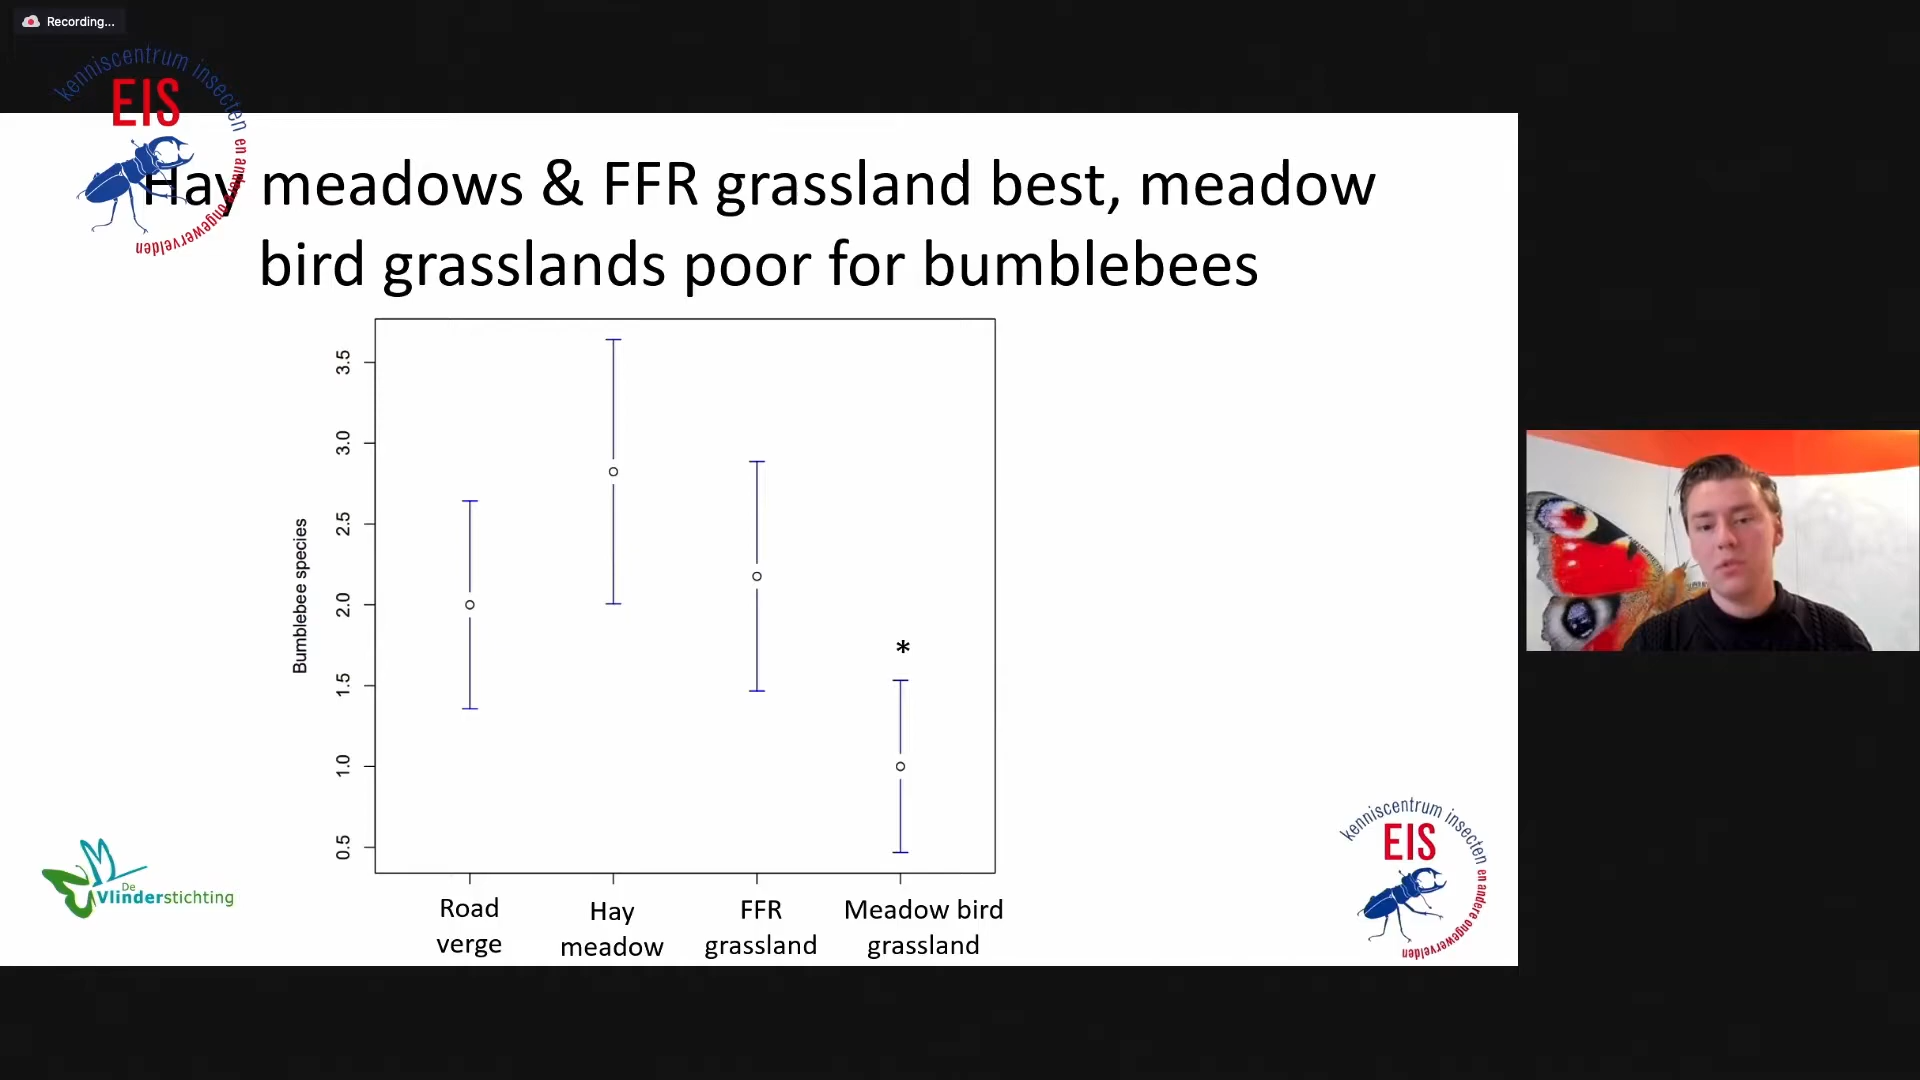 Recording...
kenniscentrum insecten en andere ongewervelden
EIS
Hay meadows & FFR grassland best, meadow
bird grasslands poor for bumblebees
Bumblebee species
3.5
3.0
2.5
2.0
1.5
1.0
0.5
*
Road
verge
Hay
meadow
FFR
grassland
Meadow bird
grassland
De
Vlinderstichting
kenniscentrum insecten en andere ongewervelden
EIS